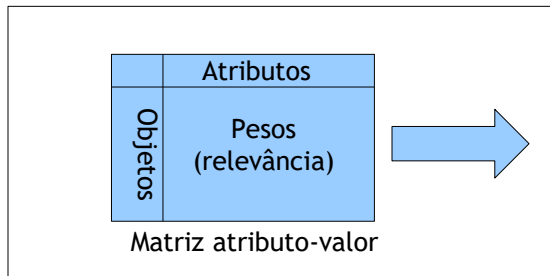 Atributos
Objetos
Pesos
(relevância)
Matriz atributo-valor